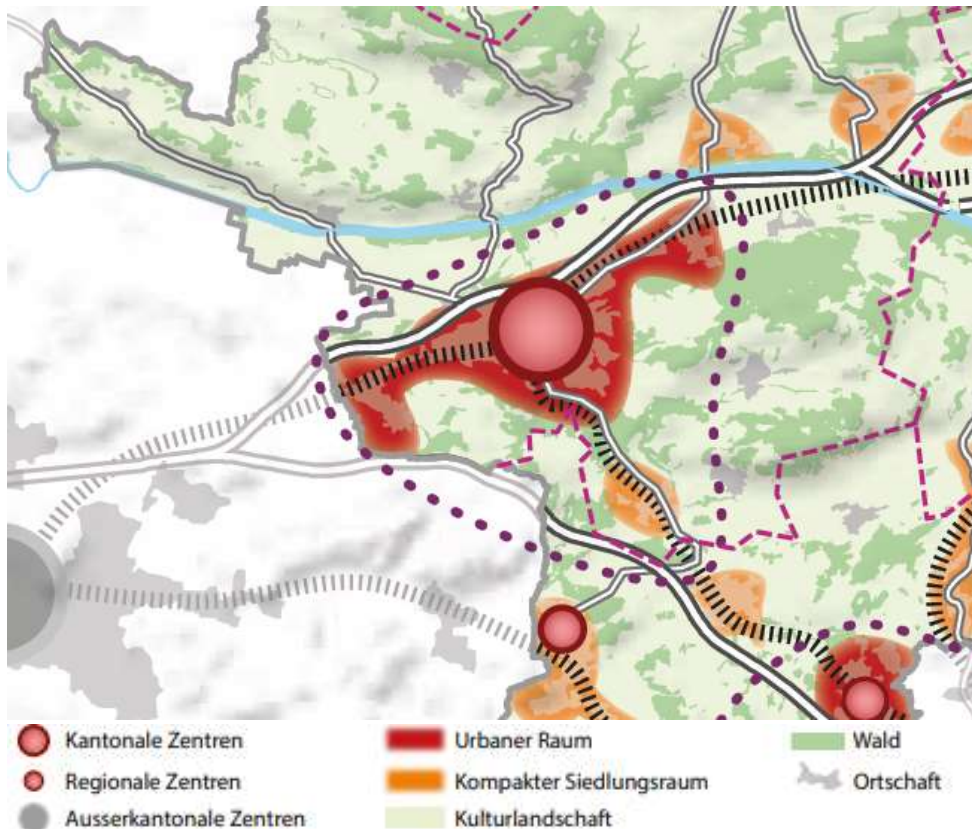 Kantonale Zentren
Regionale Zentren
Ausserkantonale Zentren
Urbaner Raum
Kompakter Siedlungsraum
Kulturlandschaft
Wald
Ortschaft